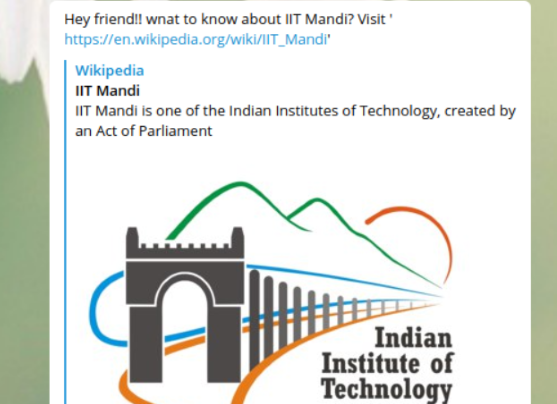 Hey friend!! wnat to know about IIT Mandi? Visit '
https://en.wikipedia.org/wiki/IIT_Mandi'
Wikipedia
IIT Mandi
IIT Mandi is one of the Indian Institutes of Technology, created by
an Act of Parliament
Indian
Institute of
Technology